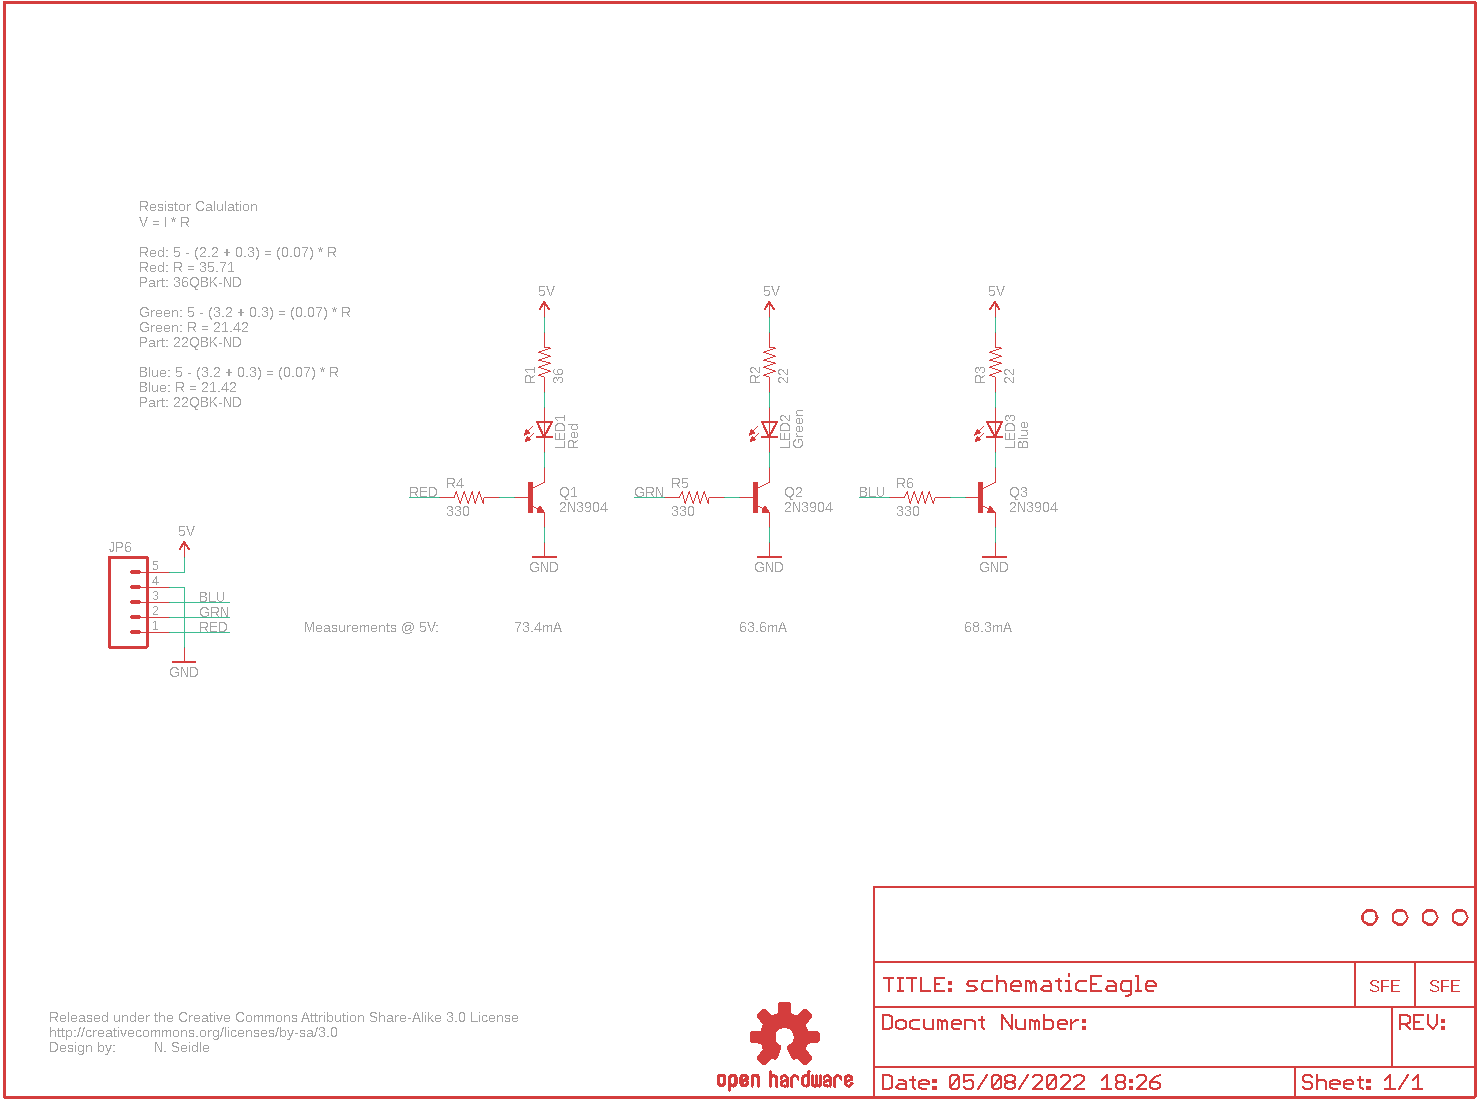 Resistor Calulation
V = I * R
Red: 5 - (2.2 + 0.3) = (0.07) * R
Red: R = 35.71
Part: 36QBK-ND
Green: 5 - (3.2 + 0.3) = (0.07) * R
Green: R = 21.42
Part: 22QBK-ND
Blue: 5 - (3.2 + 0.3) = (0.07) * R
Blue: R = 21.42
Part: 22QBK-ND
5V
R1
36
LED1
Red
RED
R4
330
Q1
2N3904
GND
5V
R2
22
LED2
Green
GRN
R5
330
Q2
2N3904
GND
5V
R3
22
LED3
Blue
BLU
R6
330
Q3
2N3904
GND
JP6
5V
5
4
3 BLU
2 GRN
1 RED
GND
Measurements @ 5V: 73.4mA 63.6mA 68.3mA
Released under the Creative Commons Attribution Share-Alike 3.0 License
http://creativecommons.org/licenses/by-sa/3.0
Design by: N. Seidle
open hardware
TITLE: schematicEagle
SFE SFE
Document Number:
REV:
Date: 05/08/2022 18:26
Sheet: 1/1